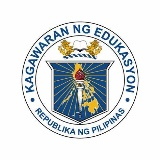 KAGAWARAN NG EDUKASYON
REPUBLIKA NG PILIPINAS